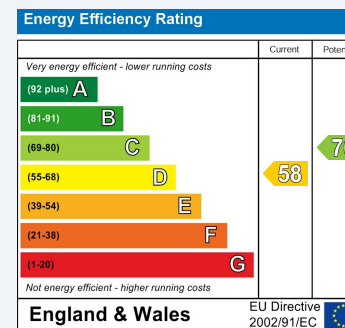 Energy Efficiency Rating
Current
Very energy efficient - lower running costs
(92 plus) A
(81-91) B
(69-80) C
(55-68) D
58
(39-54) E
(21-38) F
(1-20) G
Not energy efficient - higher running costs
England & Wales
EU Directive
2002/91/EC